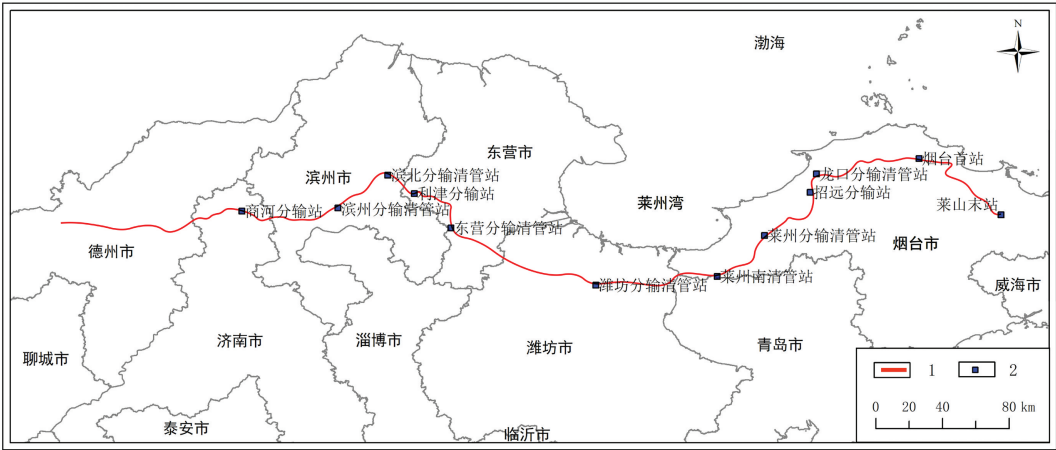 N
渤海
东营市
滨州市
烟台首站
滨北分输清管站
龙口分输清管站
利津分输站
招远分输站
莱州湾
莱山末站
商河分输站
滨州分输清管站
东营分输清管站
莱州分输清管站
烟台市
德州市
莱州南清管站
潍坊分输清管站
威海市
济南市
淄博市
潍坊市
青岛市
聊城市
1
2
0 20 40 80 km
泰安市
临沂市